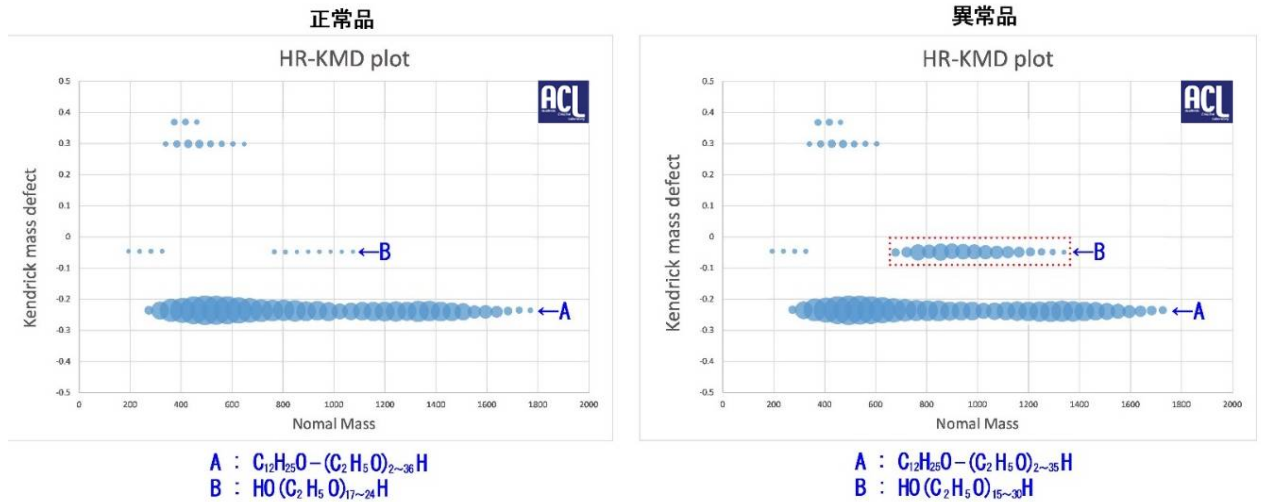 正常品
HR-KMD plot
ACL
Kendrick mass defect
0.5
0.4
0.3
0.2
0.1
0
-0.1
-0.2
-0.3
-0.4
-0.5
0 200 400 600 800 1000 1200 1400 1600 1800 2000
Nomal Mass
←B
←A
A : C₁₂H₂₅O−(C₂H₅O)₂~₃₆H
B : HO(C₂H₅O)₁₇~₂₄H
異常品
HR-KMD plot
ACL
Kendrick mass defect
0.5
0.4
0.3
0.2
0.1
0
-0.1
-0.2
-0.3
-0.4
-0.5
0 200 400 600 800 1000 1200 1400 1600 1800 2000
Nomal Mass
←B
←A
A : C₁₂H₂₅O−(C₂H₅O)₂~₃₅H
B : HO(C₂H₅O)₁₅~₃₀H